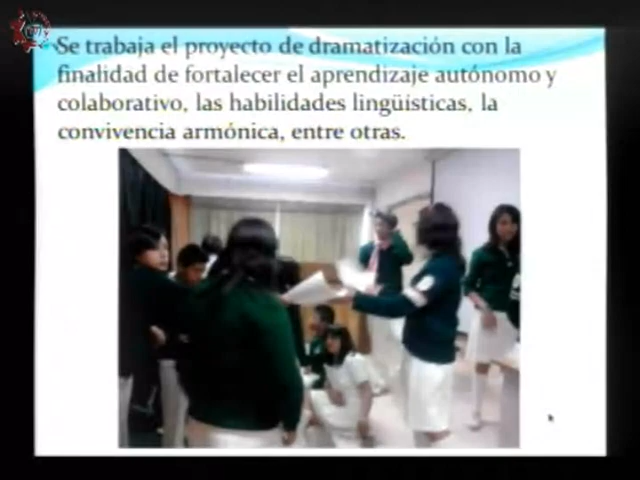 Se trabaja el proyecto de dramatización con la
finalidad de fortalecer el aprendizaje autónomo y
colaborativo, las habilidades lingüísticas, la
convivencia armónica, entre otras.